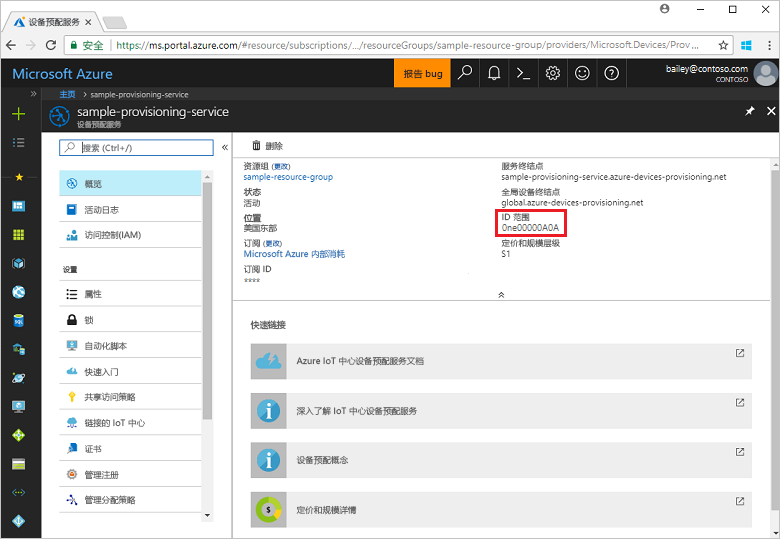 设备预配服务
安全
https://ms.portal.azure.com/#resource/subscriptions/.../resourceGroups/sample-resource-group/providers/Microsoft.Devices/Prov
Microsoft Azure
报告 bug
bailey@contoso.com
CONTOSO
主页 > sample-provisioning-service
sample-provisioning-service
设备预配服务
搜索 (Ctrl+/)
概览
活动日志
访问控制(IAM)
设置
属性
锁
自动化脚本
快速入门
共享访问策略
链接的 IoT 中心
证书
管理注册
管理分配策略
删除
资源组 (更改)
sample-resource-group
状态
活动
位置
美国东部
订阅 (更改)
Microsoft Azure 内部消耗
订阅 ID
****
服务终结点
sample-provisioning-service.azure-devices-provisioning.net
全局设备终结点
global.azure-devices-provisioning.net
ID 范围
0ne00000A0A
定价和规模层级
S1
快速链接
Azure IoT 中心设备预配服务文档
深入了解 IoT 中心设备预配服务
设备预配概念
定价和规模详情